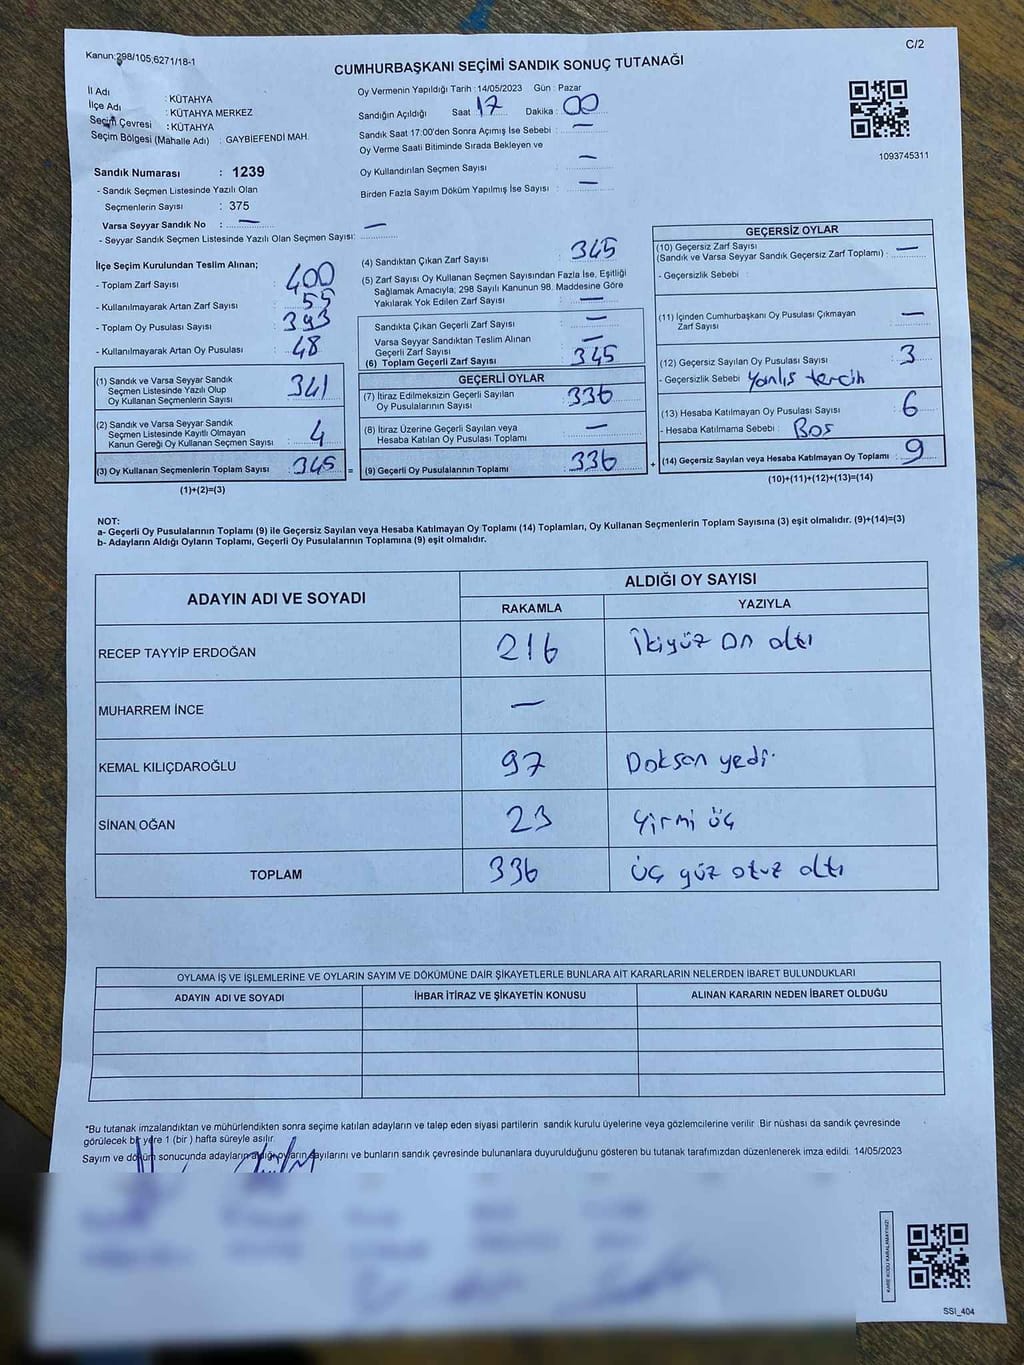 Kanun:298/105,6271/18-1
C/2
CUMHURBAŞKANI SEÇİMİ SANDIK SONUÇ TUTANAĞI
İl Adı : KÜTAHYA
İlçe Adı : KÜTAHYA MERKEZ
Seçim Çevresi : KÜTAHYA
Seçim Bölgesi (Mahalle Adı) : GAYBİEFENDİ MAH.
Oy Vermenin Yapıldığı Tarih : 14/05/2023 Gün : Pazar
Sandığın Açıldığı Saat 17 Dakika : 00
Sandık Saat 17:00'den Sonra Açımış İse Sebebi : —
Oy Verme Saati Bitiminde Sırada Bekleyen ve
Oy Kullandırılan Seçmen Sayısı : —
Birden Fazla Sayım Döküm Yapılmış İse Sayısı : —
1093745311
Sandık Numarası : 1239
- Sandık Seçmen Listesinde Yazılı Olan
Seçmenlerin Sayısı : 375
Varsa Seyyar Sandık No : —
- Seyyar Sandık Seçmen Listesinde Yazılı Olan Seçmen Sayısı: —
İlçe Seçim Kurulundan Teslim Alınan;
- Toplam Zarf Sayısı : 400
- Kullanılmayarak Artan Zarf Sayısı : 55
- Toplam Oy Pusulası Sayısı : 393
- Kullanılmayarak Artan Oy Pusulası : 48
(1) Sandık ve Varsa Seyyar Sandık
Seçmen Listesinde Yazılı Olup
Oy Kullanan Seçmenlerin Sayısı : 341
(2) Sandık ve Varsa Seyyar Sandık
Seçmen Listesinde Kayıtlı Olmayan
Kanun Gereği Oy Kullanan Seçmen Sayısı : 4
(3) Oy Kullanan Seçmenlerin Toplam Sayısı : 345 =
(1)+(2)=(3)
(4) Sandıktan Çıkan Zarf Sayısı : 345
(5) Zarf Sayısı Oy Kullanan Seçmen Sayısından Fazla İse, Eşitliği
Sağlamak Amacıyla, 298 Sayılı Kanunun 98. Maddesine Göre
Yakılarak Yok Edilen Zarf Sayısı : —
Sandıkta Çıkan Geçerli Zarf Sayısı : —
Varsa Seyyar Sandıktan Teslim Alınan
Geçerli Zarf Sayısı : —
(6) Toplam Geçerli Zarf Sayısı : 345
GEÇERLİ OYLAR
(7) İtiraz Edilmeksizin Geçerli Sayılan
Oy Pusulalarının Sayısı : 336
(8) İtiraz Üzerine Geçerli Sayılan veya
Hesaba Katılan Oy Pusulaları Toplamı : —
(9) Geçerli Oy Pusulalarının Toplamı : 336 +
GEÇERSİZ OYLAR
(10) Geçersiz Zarf Sayısı
(Sandık ve Varsa Seyyar Sandık Geçersiz Zarf Toplamı) : —
- Geçersizlik Sebebi :
(11) İçinden Cumhurbaşkanı Oy Pusulası Çıkmayan
Zarf Sayısı : —
(12) Geçersiz Sayılan Oy Pusulası Sayısı : 3
- Geçersizlik Sebebi : Yanlış tercih
(13) Hesaba Katılmayan Oy Pusulası Sayısı : 6
- Hesaba Katılmama Sebebi : Boş
(14) Geçersiz Sayılan veya Hesaba Katılmayan Oy Toplamı : 9
(10)+(11)+(12)+(13)=(14)
NOT:
a- Geçerli Oy Pusulalarının Toplamı (9) ile Geçersiz Sayılan veya Hesaba Katılmayan Oy Toplamı (14) Toplamları, Oy Kullanan Seçmenlerin Toplam Sayısına (3) eşit olmalıdır. (9)+(14)=(3)
b- Adayların Aldığı Oyların Toplamı, Geçerli Oy Pusulalarının Toplamına (9) eşit olmalıdır.
ADAYIN ADI VE SOYADI
ALDIĞI OY SAYISI
RAKAMLA YAZIYLA
RECEP TAYYİP ERDOĞAN 216 İkiyüz on altı
MUHARREM İNCE —
KEMAL KILIÇDAROĞLU 97 Doksan yedi
SİNAN OĞAN 23 Yirmi üç
TOPLAM 336 üç yüz otuz altı
OYLAMA İŞ VE İŞLEMLERİNE VE OYLARIN SAYIM VE DÖKÜMÜNE DAİR ŞİKAYETLERLE BUNLARA AİT KARARLARIN NELERDEN İBARET BULUNDUKLARI
ADAYIN ADI VE SOYADI İHBAR İTİRAZ VE ŞİKAYETİN KONUSU ALINAN KARARIN NEDEN İBARET OLDUĞU
*Bu tutanak imzalandıktan ve mühürlendikten sonra seçime katılan adayların ve talep eden siyasi partilerin sandık kurulu üyelerine veya gözlemcilerine verilir. Bir nüshası da sandık çevresinde
görülecek bir yere 1 (bir ) hafta süreyle asılır.
Sayım ve döküm sonucunda adayların aldığı oyların sayılarını ve bunların sandık çevresinde bulunanlara duyurulduğunu gösteren bu tutanak tarafımızdan düzenlenerek imza edildi. 14/05/2023
KARE KODU KARALAMAYINIZ!
SSI_404